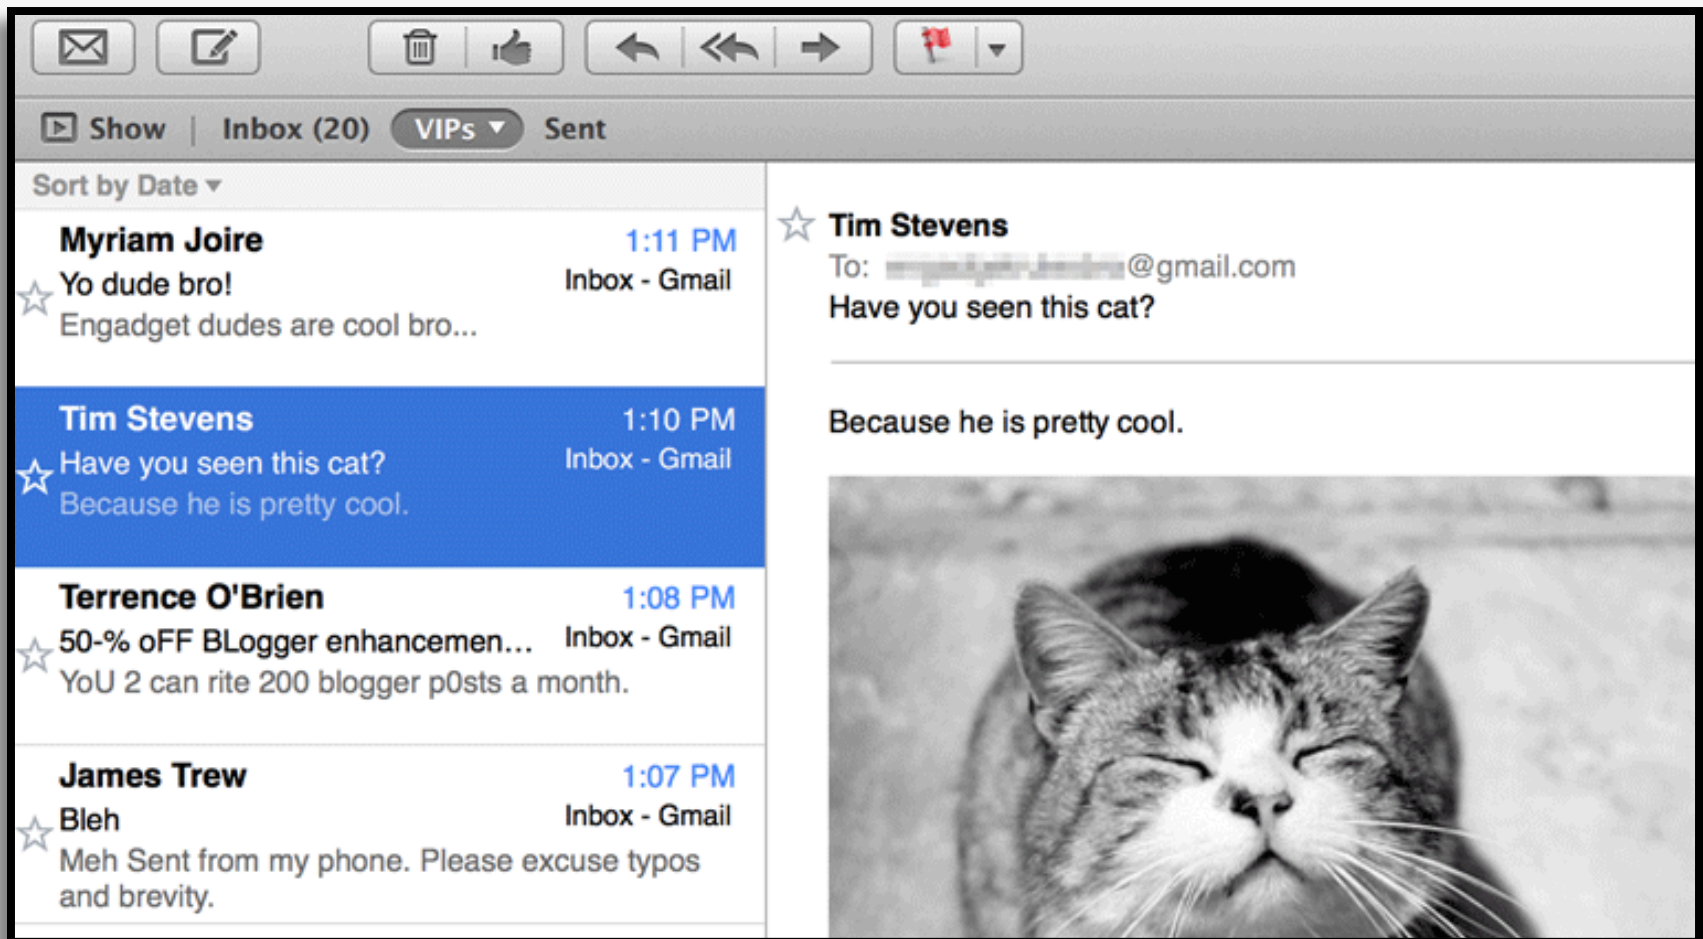 Show Inbox (20) VIPs Sent
Sort by Date
Myriam Joire 1:11 PM
Yo dude bro! Inbox - Gmail
Engadget dudes are cool bro...
Tim Stevens 1:10 PM
Have you seen this cat? Inbox - Gmail
Because he is pretty cool.
Terrence O'Brien 1:08 PM
50-% oFF BLogger enhancemen... Inbox - Gmail
YoU 2 can rite 200 blogger p0sts a month.
James Trew 1:07 PM
Bleh Inbox - Gmail
Meh Sent from my phone. Please excuse typos
and brevity.
Tim Stevens
To: @gmail.com
Have you seen this cat?
Because he is pretty cool.